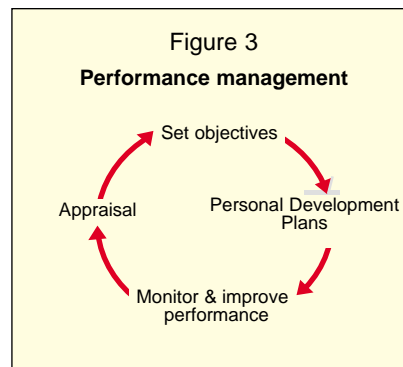 Figure 3
Performance management
Set objectives
Appraisal
Personal Development
Plans
Monitor & improve
performance